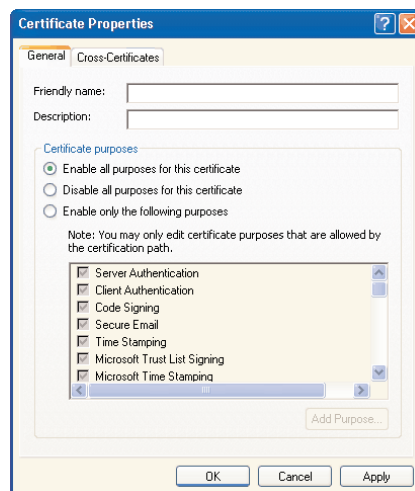 Certificate Properties
General Cross-Certificates
Friendly name:
Description:
Certificate purposes
Enable all purposes for this certificate
Disable all purposes for this certificate
Enable only the following purposes
Note: You may only edit certificate purposes that are allowed by
the certification path.
Server Authentication
Client Authentication
Code Signing
Secure Email
Time Stamping
Microsoft Trust List Signing
Microsoft Time Stamping
Add Purpose...
OK Cancel Apply